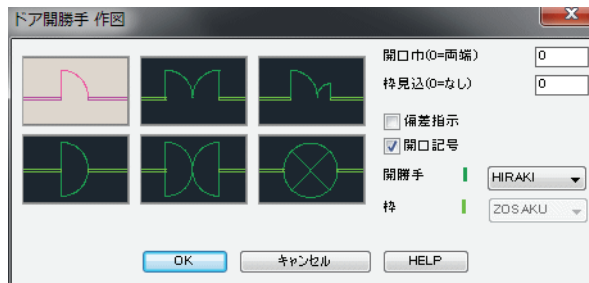 ドア開勝手 作図
開口巾(0=両端) 0
枠見込(0=なし) 0
偏差指示
開口記号
開勝手 HIRAKI
枠 ZOSAKU
OK キャンセル HELP